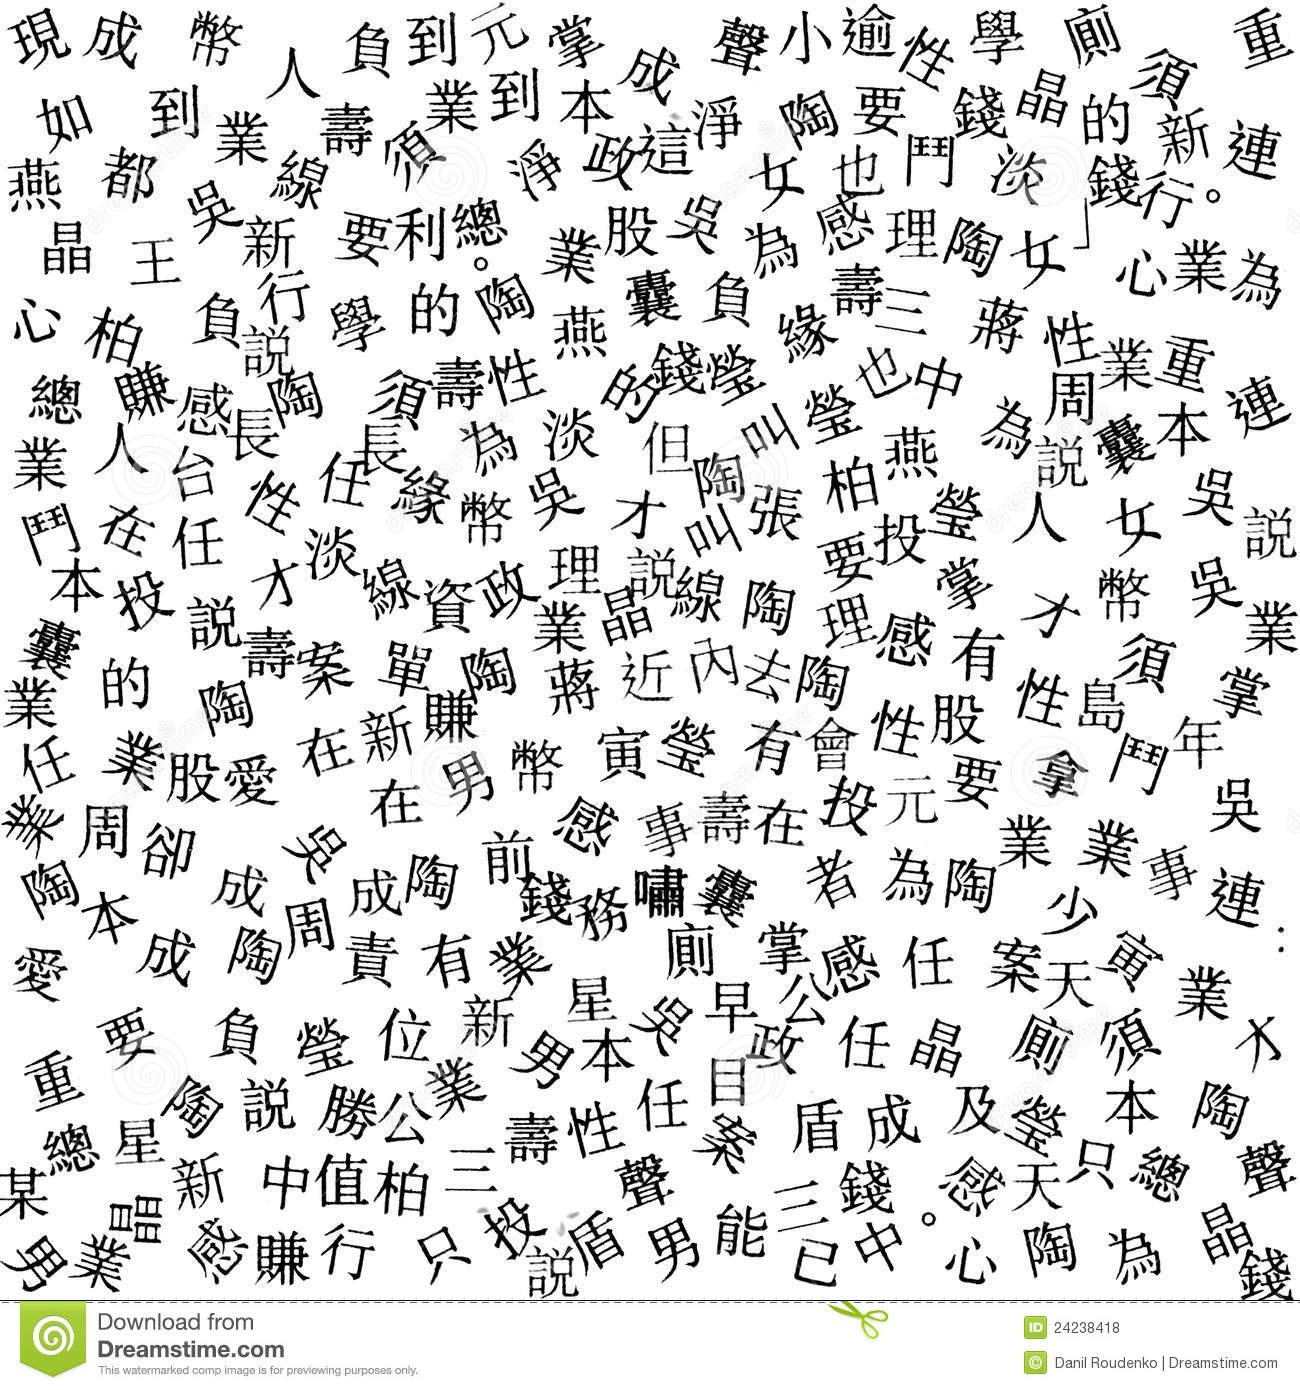 現成幣人負到元掌成聲小逾性學廁須重
如到業壽須業到本政這淨陶要錢晶的新連
燕都吳線淨女也鬥淡錢行。
晶王新要利總。業股吳為感理陶女」心業為
心柏負行學的陶燕囊負緣壽三蔣性業重
總賺感說陶須壽性的錢瑩也中周本連
業人台長長為淡但叫瑩燕為說囊吳
鬥在任性任緣幣吳才陶叫張柏投瑩人女說
本投說才淡線資政理說線陶要掌才幣吳業
囊的壽案單陶業晶蔣近內去陶理感有須掌
業陶在新賺寅瑩有會性股性島鬥年
任業股愛在男幣感事壽在投元要拿吳
業周卻吳前業業事
陶本成成陶錢務嘯囊者為陶少連:
愛成陶周責有業廁掌感任案天寅業
要負瑩位新星吳早公政任晶廁須才
重陶說勝公業男本任目盾成及瑩本陶
總星新中值柏三壽性案聲錢感天只總聲
某晶感賺行只投說盾男能三已中。心陶為晶錢
男業
Download from
Dreamstime.com
This watermarked comp image is for previewing purposes only.
ID 24238418
© Danil Roudenko | Dreamstime.com